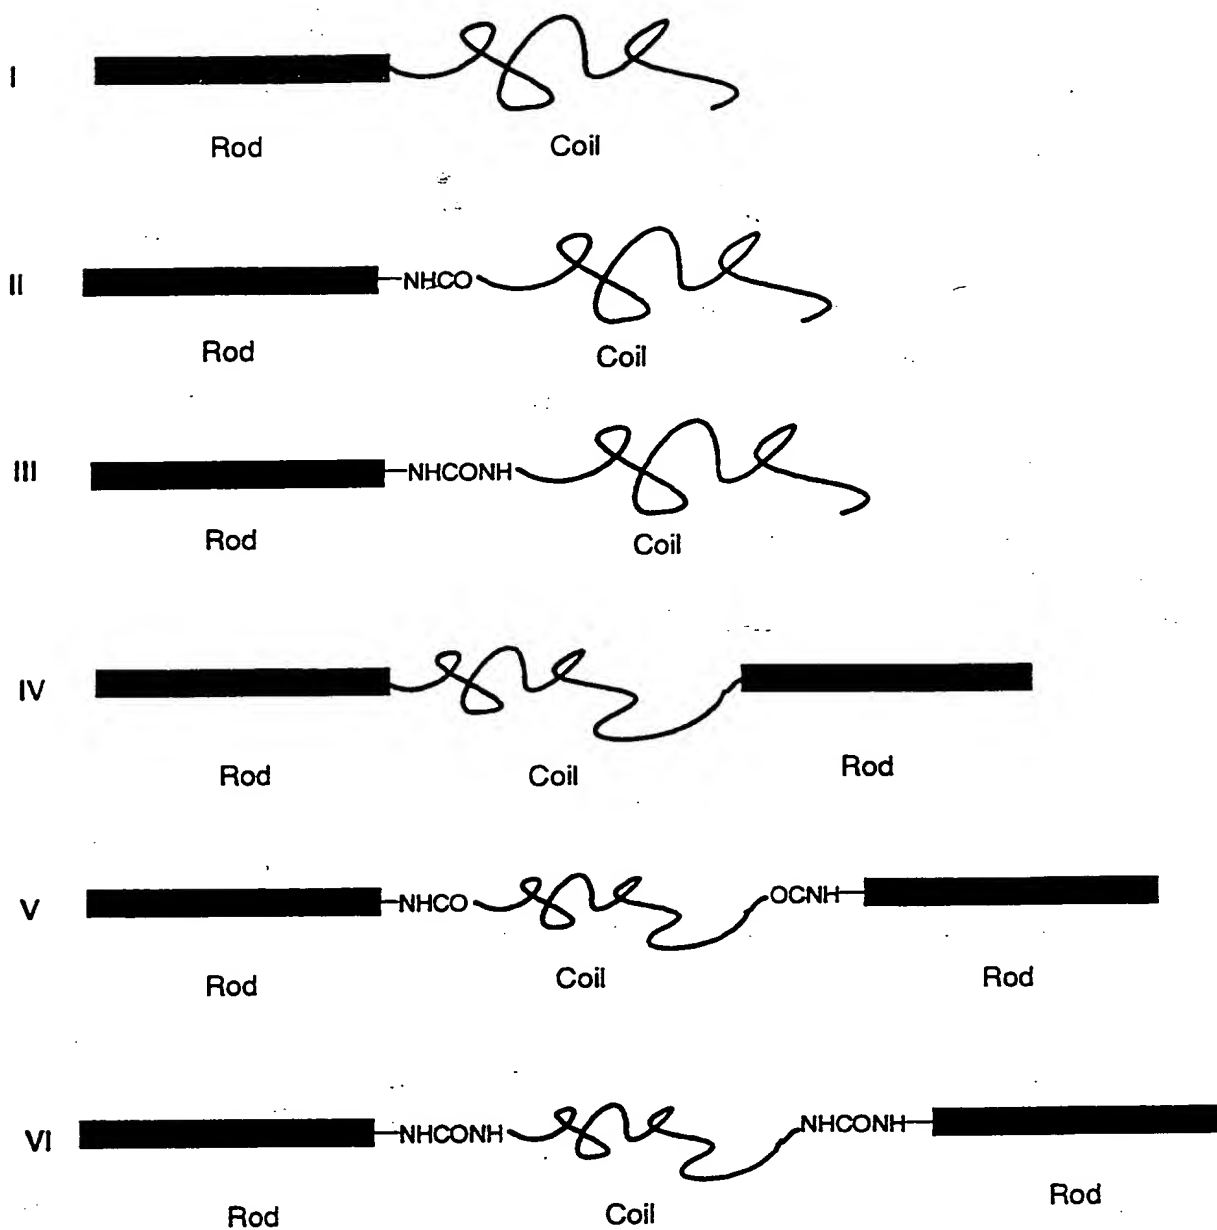 I
Rod Coil
II -NHCO
Rod Coil
III -NHCONH
Rod Coil
IV
Rod Coil Rod
V -NHCO OCNH-
Rod Coil Rod
VI -NHCONH NHCONH-
Rod Coil Rod